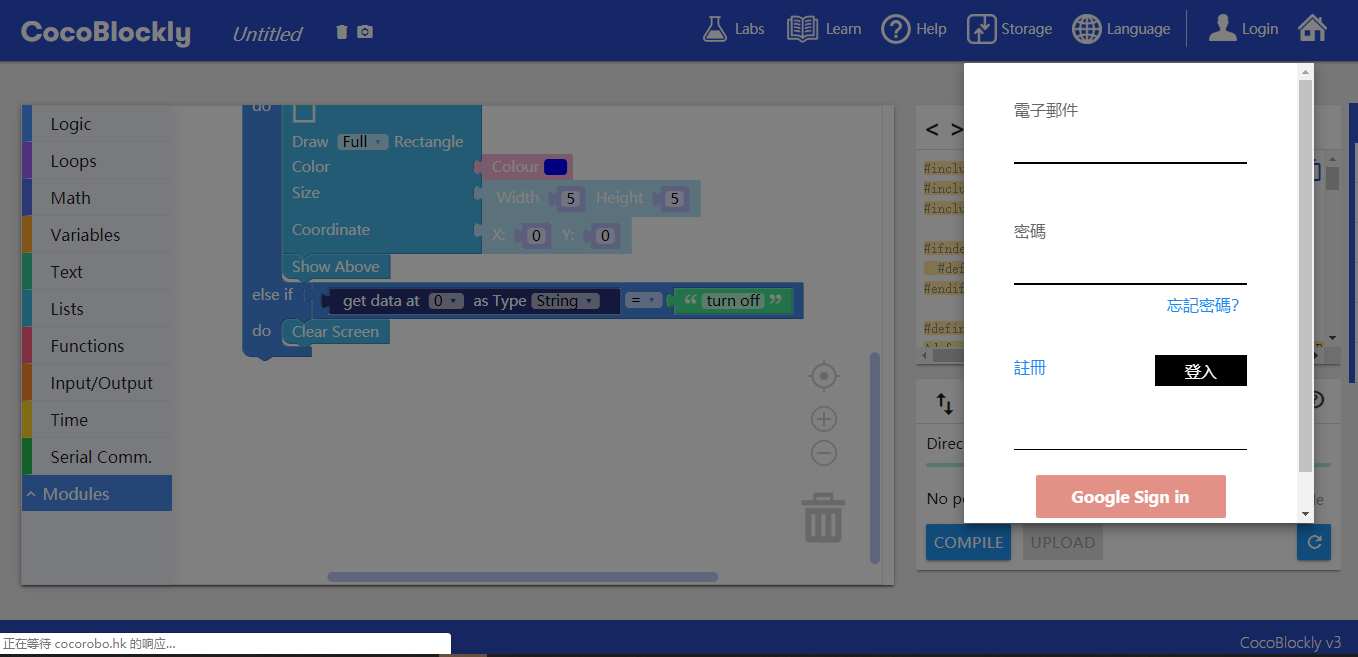 CocoBlockly Untitled Labs Learn Help Storage Language Login
Logic
Loops
Math
Variables
Text
Lists
Functions
Input/Output
Time
Serial Comm.
Modules
do
Draw Full Rectangle
Color Colour
Size Width 5 Height 5
Coordinate X: 0 Y: 0
Show Above
else if get data at 0 as Type String = “ turn off ”
do Clear Screen
< >
#inclu
#inclu
#inclu
#ifnde
#def
#endif
#defin
電子郵件
密碼
忘記密碼?
註冊 登入
Google Sign in
Direc
No p
COMPILE UPLOAD
正在等待 cocorobo.hk 的响应...
CocoBlockly v3